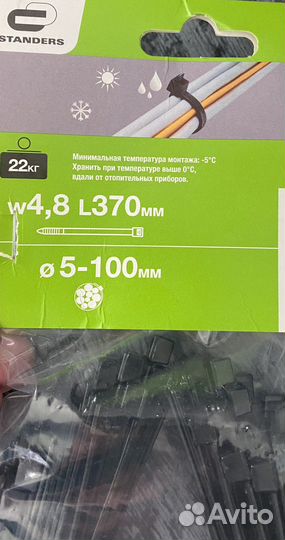 STANDERS
22кг
Минимальная температура монтажа: -5°С
Хранить при температуре выше 0°С,
вдали от отопительных приборов.
w4,8 L370мм
ø 5-100мм
Avito